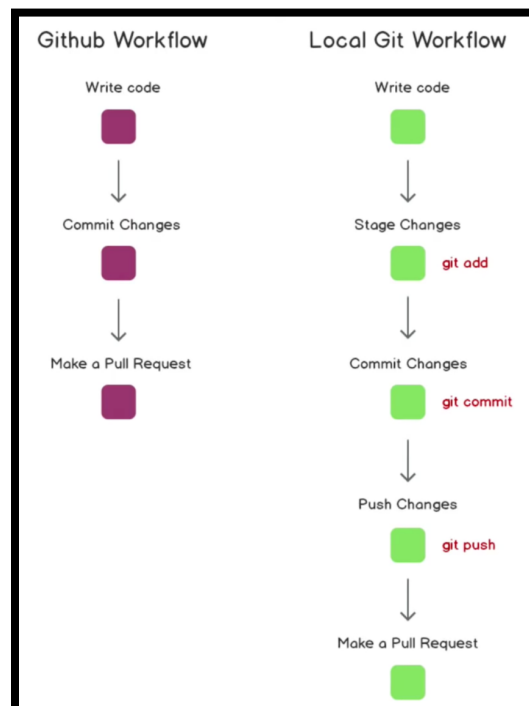 Github Workflow
Write code
Commit Changes
Make a Pull Request
Local Git Workflow
Write code
Stage Changes
git add
Commit Changes
git commit
Push Changes
git push
Make a Pull Request